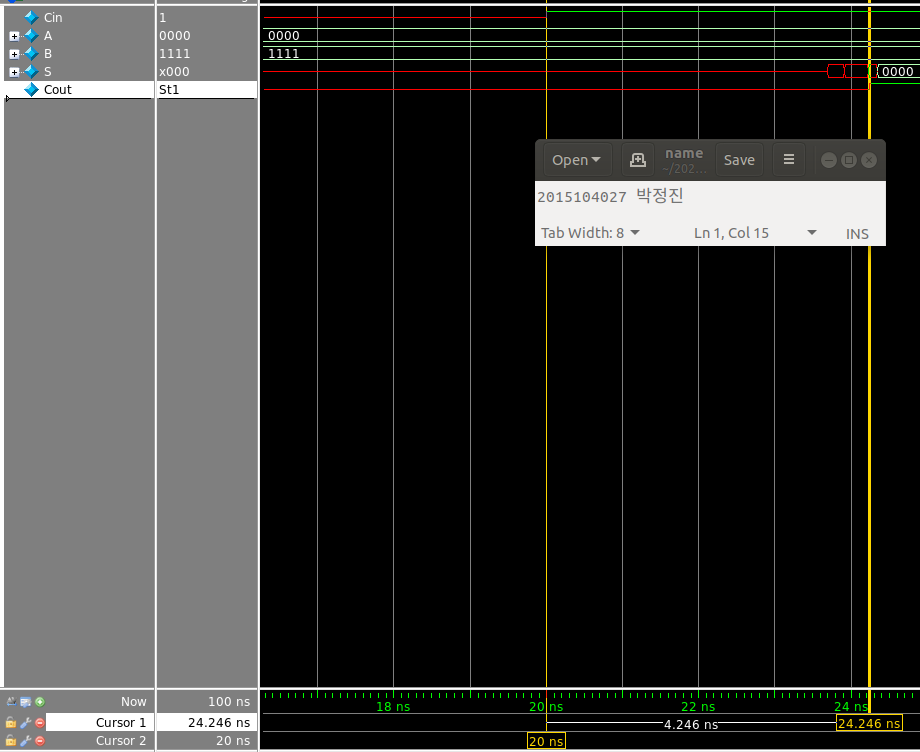 Cin 1
A 0000 0000
B 1111 1111
S x000 0000
Cout St1
Open name Save
~/202...
2015104027 박정진
Tab Width: 8 Ln 1, Col 15 INS
Now 100 ns 18 ns 20 ns 22 ns 24 ns
Cursor 1 24.246 ns 4.246 ns 24.246 ns
Cursor 2 20 ns 20 ns